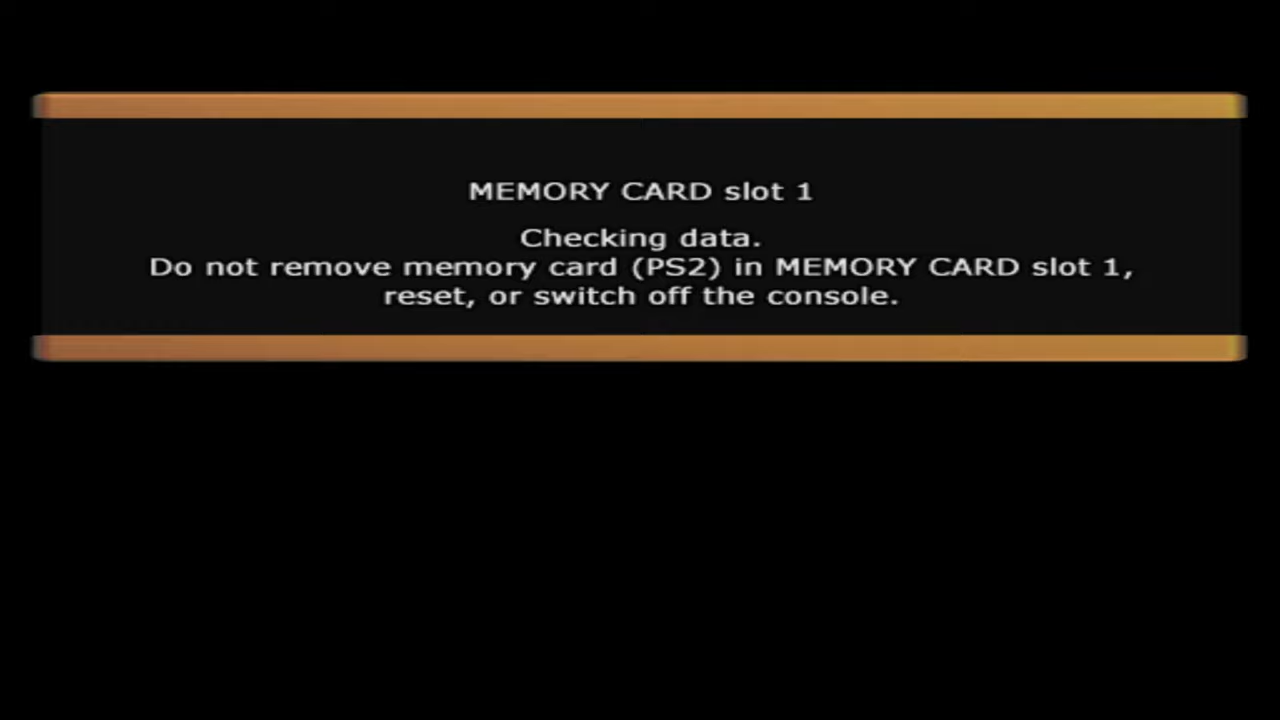 MEMORY CARD slot 1
Checking data.
Do not remove memory card (PS2) in MEMORY CARD slot 1,
reset, or switch off the console.